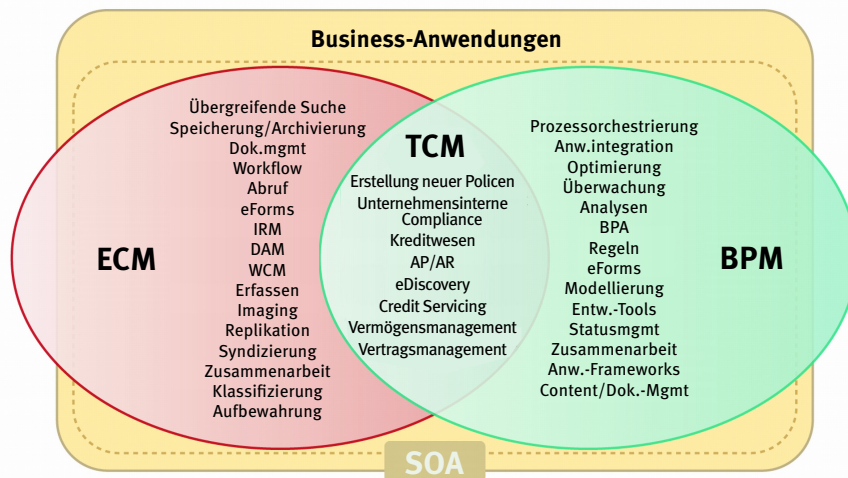 Business-Anwendungen
ECM
Übergreifende Suche
Speicherung/Archivierung
Dok.mgmt
Workflow
Abruf
eForms
IRM
DAM
WCM
Erfassen
Imaging
Replikation
Syndizierung
Zusammenarbeit
Klassifizierung
Aufbewahrung
TCM
Erstellung neuer Policen
Unternehmensinterne
Compliance
Kreditwesen
AP/AR
eDiscovery
Credit Servicing
Vermögensmanagement
Vertragsmanagement
Prozessorchestrierung
Anw.integration
Optimierung
Überwachung
Analysen
BPA
Regeln
eForms
Modellierung
Entw.-Tools
Statusmgmt
Zusammenarbeit
Anw.-Frameworks
Content/Dok.-Mgmt
BPM
SOA